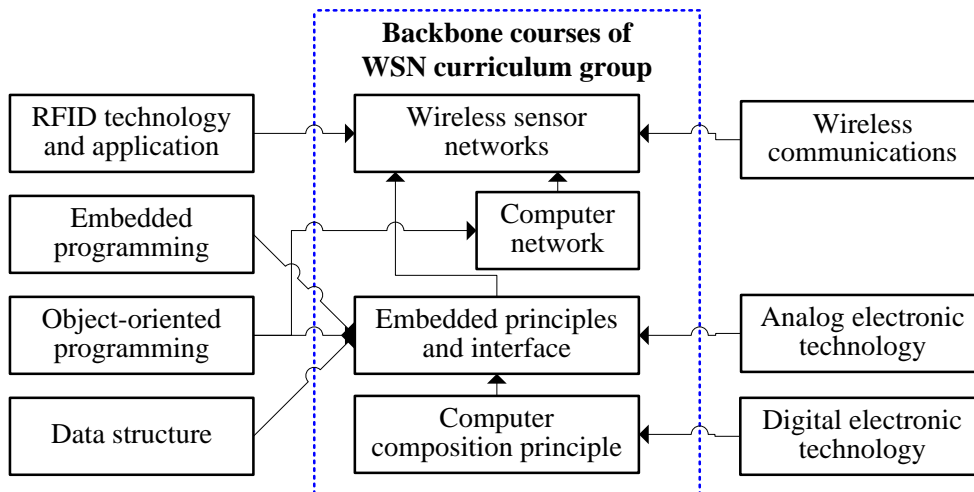 Backbone courses of
WSN curriculum group
RFID technology
and application
Wireless sensor
networks
Wireless
communications
Embedded
programming
Computer
network
Object-oriented
programming
Embedded principles
and interface
Analog electronic
technology
Data structure
Computer
composition principle
Digital electronic
technology